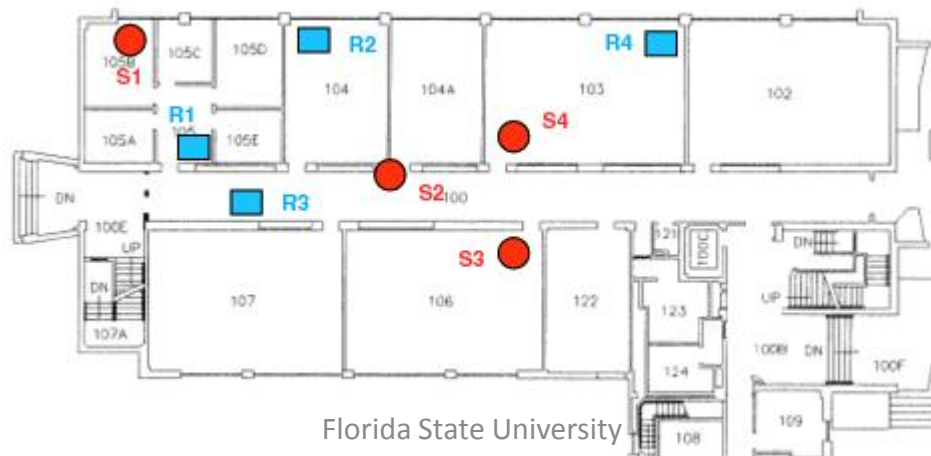 105B
105C
105D
R2
R4
S1
104
104A
103
102
R1
S4
105A
105
105E
S2
100
DN
R3
100E
UP
S3
121
100C
DN
DN
107
106
122
123
UP
107A
124
100B
DN
100F
Florida State University
108
109